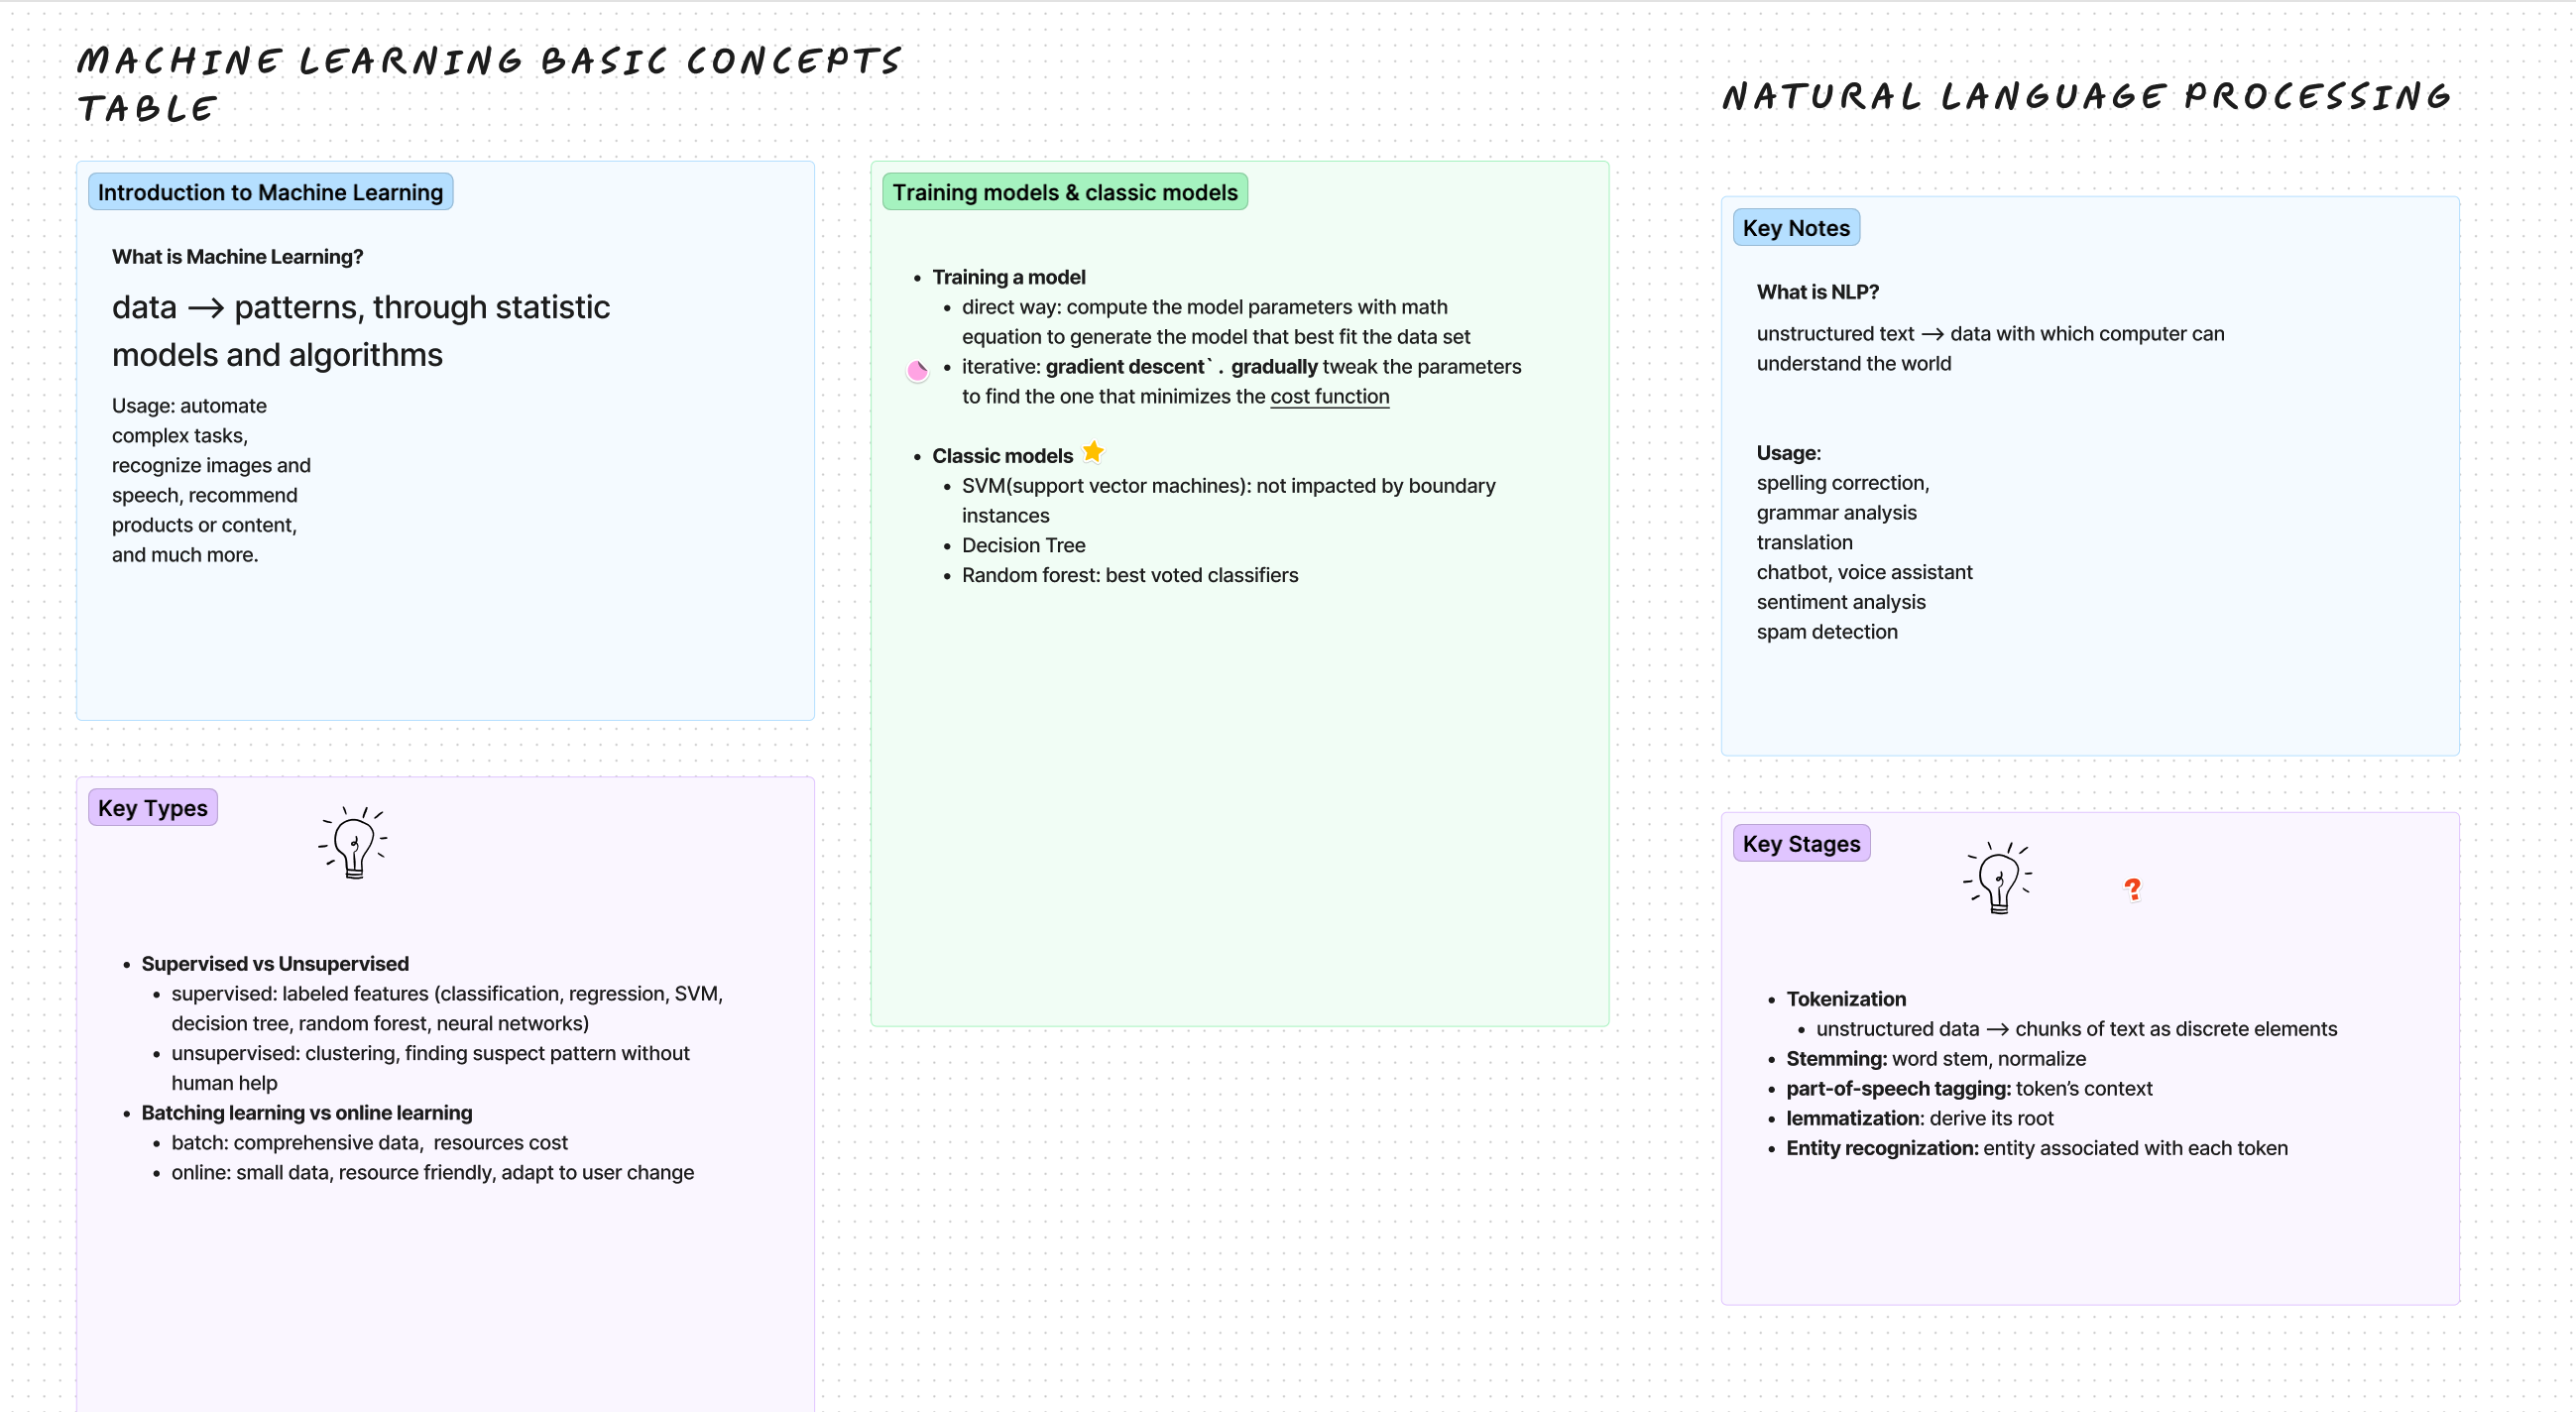 MACHINE LEARNING BASIC CONCEPTS
TABLE
Introduction to Machine Learning
What is Machine Learning?
data → patterns, through statistic
models and algorithms
Usage: automate
complex tasks,
recognize images and
speech, recommend
products or content,
and much more.
Key Types
• Supervised vs Unsupervised
• supervised: labeled features (classification, regression, SVM,
decision tree, random forest, neural networks)
• unsupervised: clustering, finding suspect pattern without
human help
• Batching learning vs online learning
• batch: comprehensive data,  resources cost
• online: small data, resource friendly, adapt to user change
Training models & classic models
• Training a model
• direct way: compute the model parameters with math
equation to generate the model that best fit the data set
• iterative: gradient descent` . gradually tweak the parameters
to find the one that minimizes the cost function
• Classic models
• SVM(support vector machines): not impacted by boundary
instances
• Decision Tree
• Random forest: best voted classifiers
NATURAL LANGUAGE PROCESSING
Key Notes
What is NLP?
unstructured text → data with which computer can
understand the world
Usage:
spelling correction,
grammar analysis
translation
chatbot, voice assistant
sentiment analysis
spam detection
Key Stages
?
• Tokenization
• unstructured data → chunks of text as discrete elements
• Stemming: word stem, normalize
• part-of-speech tagging: token’s context
• lemmatization: derive its root
• Entity recognization: entity associated with each token